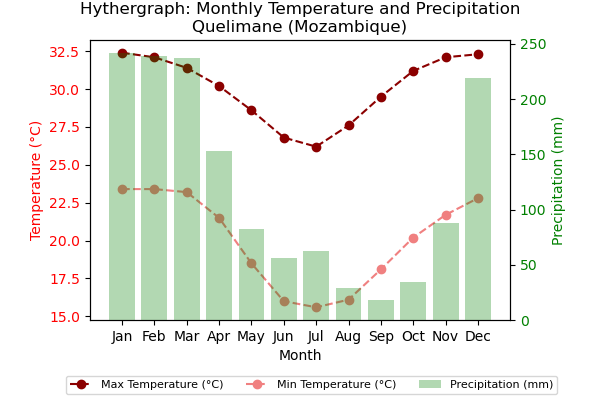 Hythergraph: Monthly Temperature and Precipitation
Quelimane (Mozambique)
32.5
30.0
27.5
25.0
22.5
20.0
17.5
15.0
Temperature (°C)
250
200
150
100
50
0
Precipitation (mm)
Jan Feb Mar Apr May Jun Jul Aug Sep Oct Nov Dec
Month
Max Temperature (°C) Min Temperature (°C) Precipitation (mm)